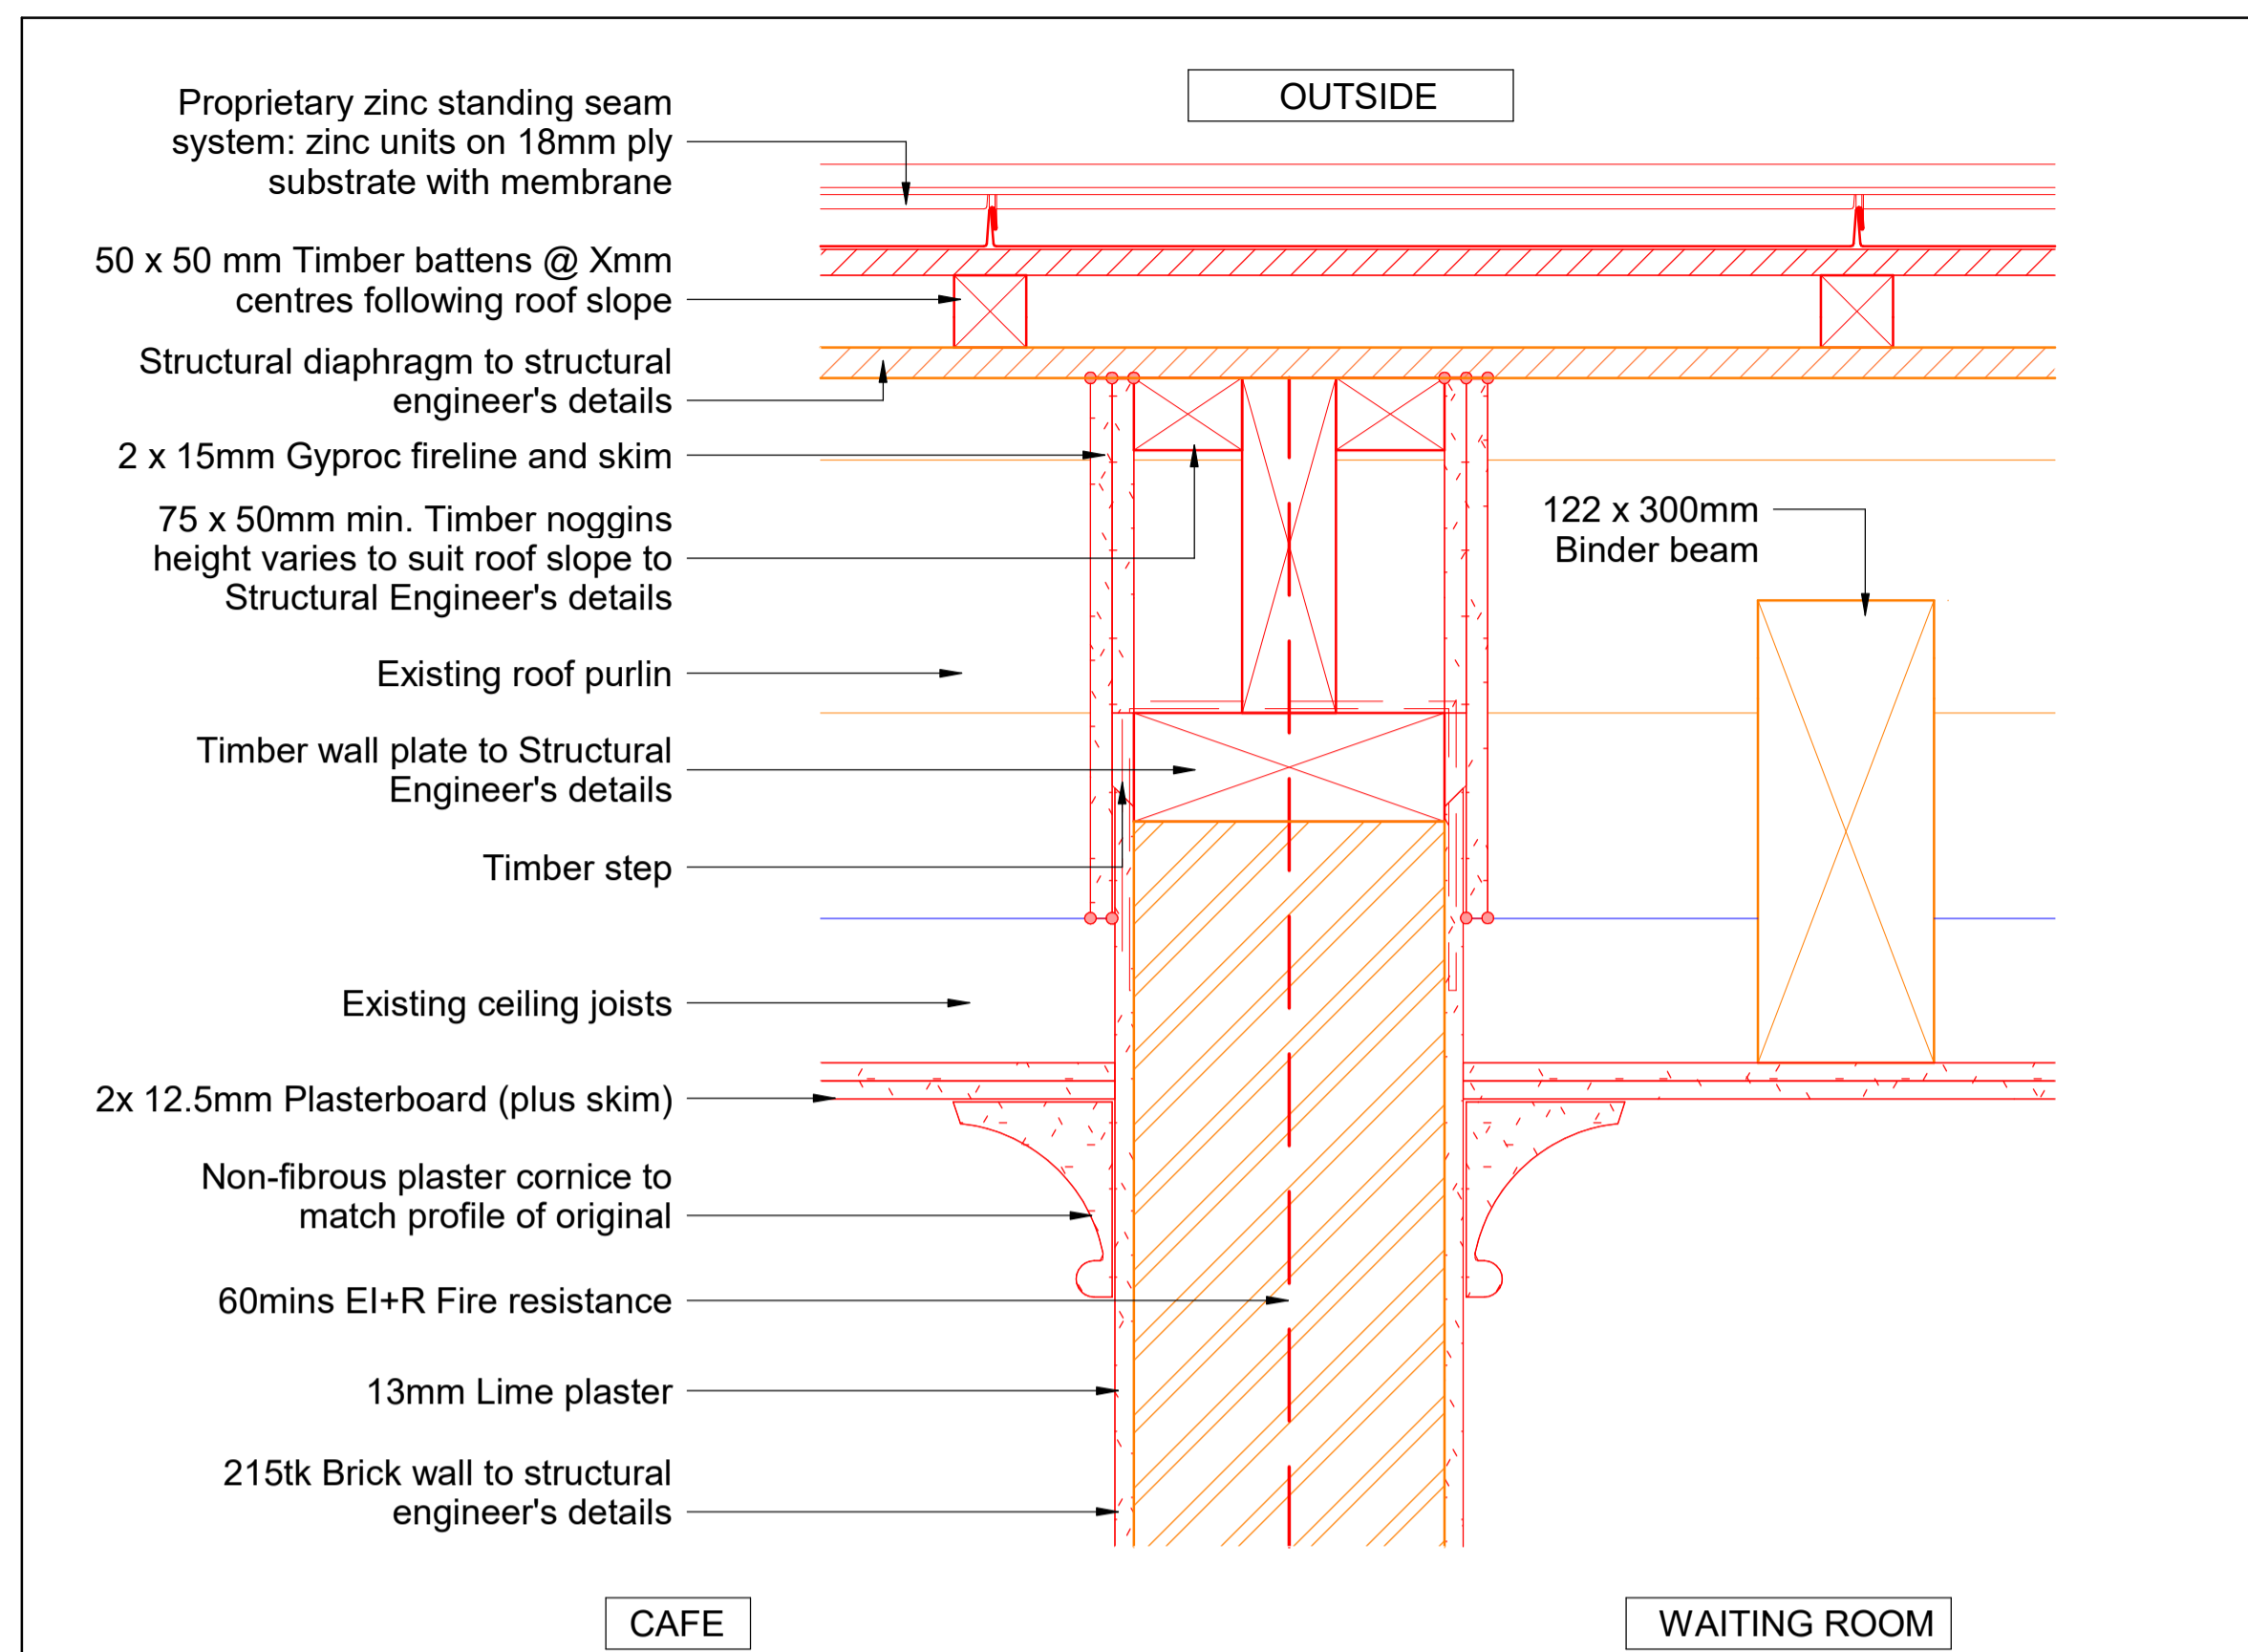 OUTSIDE
Proprietary zinc standing seam
system: zinc units on 18mm ply
substrate with membrane
50 x 50 mm Timber battens @ Xmm
centres following roof slope
Structural diaphragm to structural
engineer's details
2 x 15mm Gyproc fireline and skim
75 x 50mm min. Timber noggins
height varies to suit roof slope to
Structural Engineer's details
122 x 300mm
Binder beam
Existing roof purlin
Timber wall plate to Structural
Engineer's details
Timber step
Existing ceiling joists
2x 12.5mm Plasterboard (plus skim)
Non-fibrous plaster cornice to
match profile of original
60mins EI+R Fire resistance
13mm Lime plaster
215tk Brick wall to structural
engineer's details
CAFE
WAITING ROOM